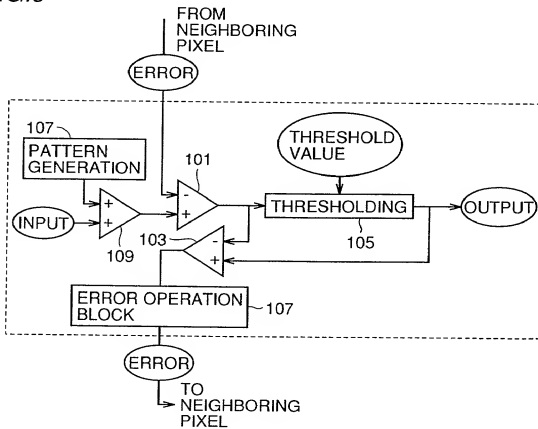 FROM
NEIGHBORING
PIXEL
ERROR
107
PATTERN
GENERATION
101
THRESHOLD
VALUE
-
+
+
+
INPUT
109
THRESHOLDING
OUTPUT
105
103
-
+
ERROR OPERATION
BLOCK
107
ERROR
TO
NEIGHBORING
PIXEL